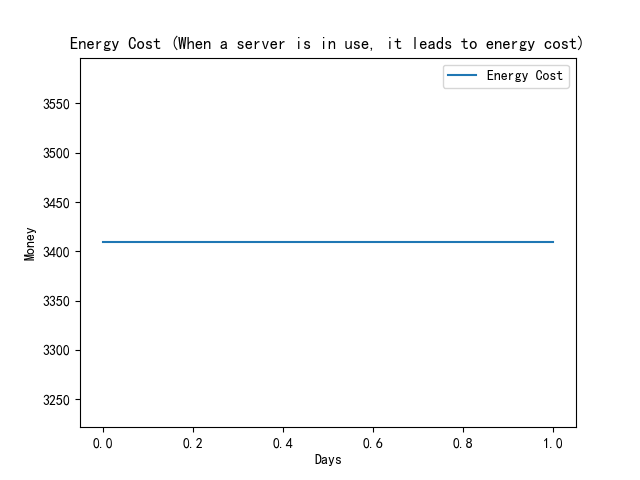 Energy Cost (When a server is in use, it leads to energy cost)
Energy Cost
3550
3500
3450
3400
3350
3300
3250
Money
0.0 0.2 0.4 0.6 0.8 1.0
Days